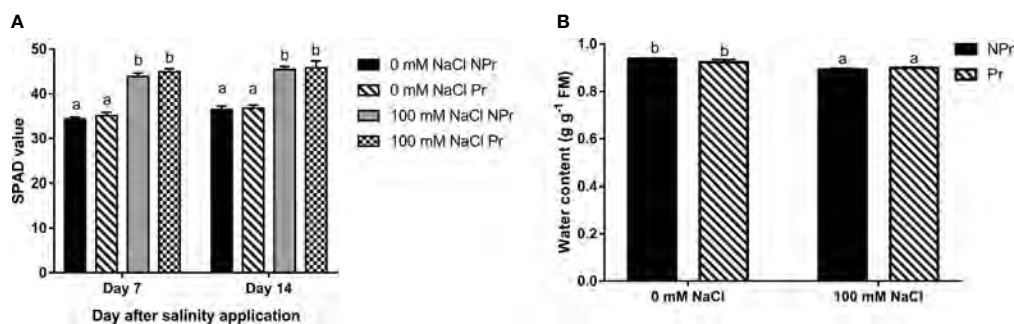 A
SPAD value
50
40
30
20
10
0
a a b b
a a b b
Day 7 Day 14
Day after salinity application
0 mM NaCl NPr
0 mM NaCl Pr
100 mM NaCl NPr
100 mM NaCl Pr
B
Water content (g g-1 FM)
1.0
0.8
0.6
0.4
0.2
0.0
b b a a
0 mM NaCl 100 mM NaCl
NPr
Pr